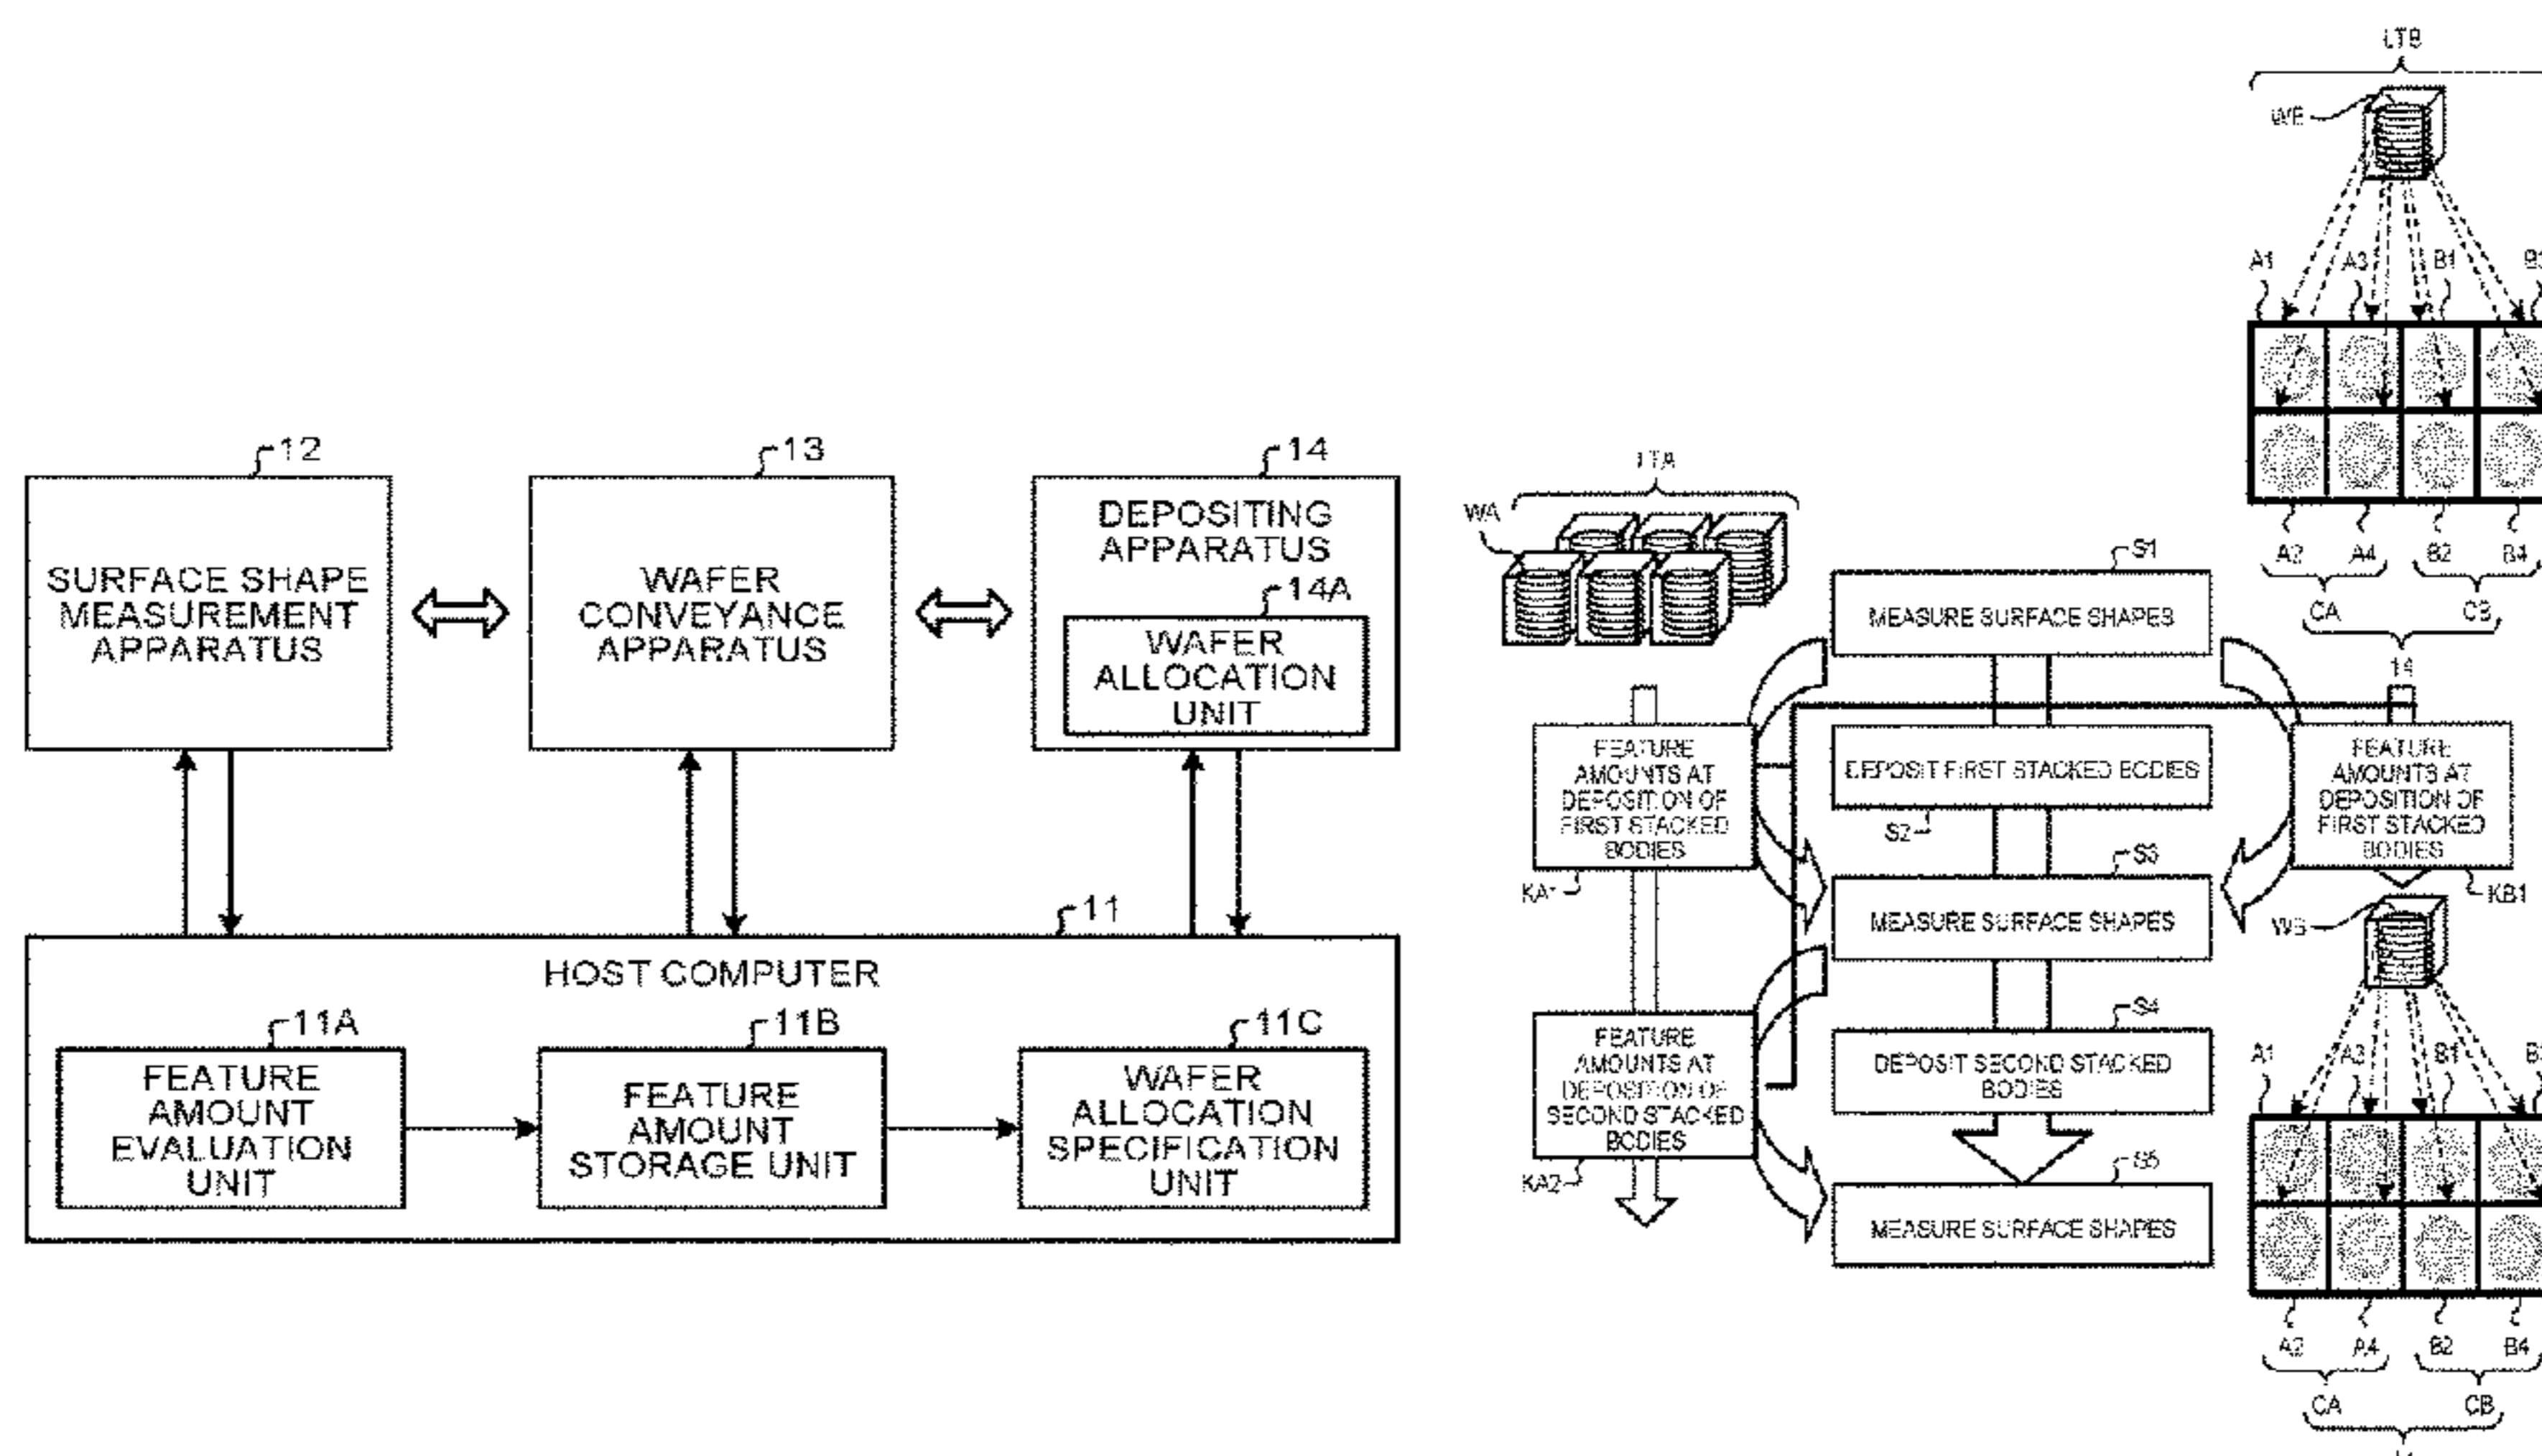 12
13
14
SURFACE SHAPE
MEASUREMENT
APPARATUS
WAFER
CONVEYANCE
APPARATUS
DEPOSITING
APPARATUS
14A
WAFER
ALLOCATION
UNIT
11
HOST COMPUTER
11A
11B
11C
FEATURE
AMOUNT
EVALUATION
UNIT
FEATURE
AMOUNT
STORAGE UNIT
WAFER
ALLOCATION
SPECIFICATION
UNIT
LTA
WA
S1
MEASURE SURFACE SHAPES
FEATURE
AMOUNTS AT
DEPOSITION OF
FIRST STACKED
BODIES
KA1
DEPOSIT FIRST STACKED BODIES
S2
S3
MEASURE SURFACE SHAPES
FEATURE
AMOUNTS AT
DEPOSITION OF
SECOND STACKED
BODIES
KA2
S4
DEPOSIT SECOND STACKED
BODIES
S5
MEASURE SURFACE SHAPES
LTB
WB
A1 A3 B1 B3
A2 A4 B2 B4
CA CB
14
FEATURE
AMOUNTS AT
DEPOSITION OF
FIRST STACKED
BODIES
KB1
WB
A1 A3 B1 B3
A2 A4 B2 B4
CA CB